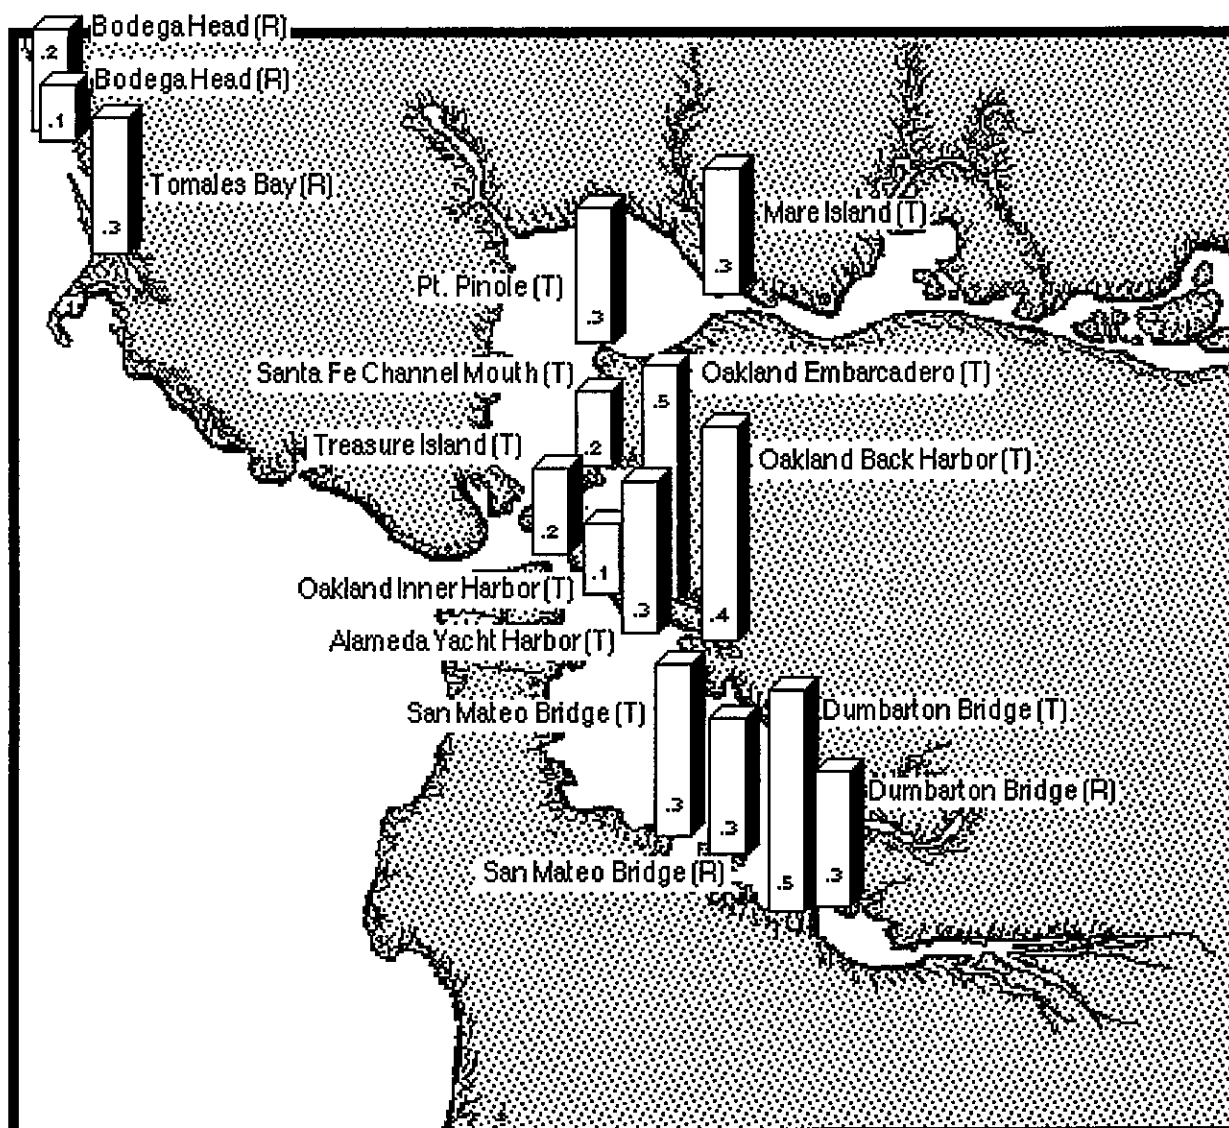 Bodega Head (R)
.2
Bodega Head (R)
.1
Tomales Bay (R)
.3
Mare Island (T)
.3
Pt. Pinole (T)
.3
Santa Fe Channel Mouth (T)
.2
Oakland Embarcadero (T)
.5
Treasure Island (T)
.2
Oakland Back Harbor (T)
.4
Oakland Inner Harbor (T)
.1
Alameda Yacht Harbor (T)
.3
San Mateo Bridge (T)
.3
Dumbarton Bridge (T)
.5
Dumbarton Bridge (R)
.3
San Mateo Bridge (R)
.3